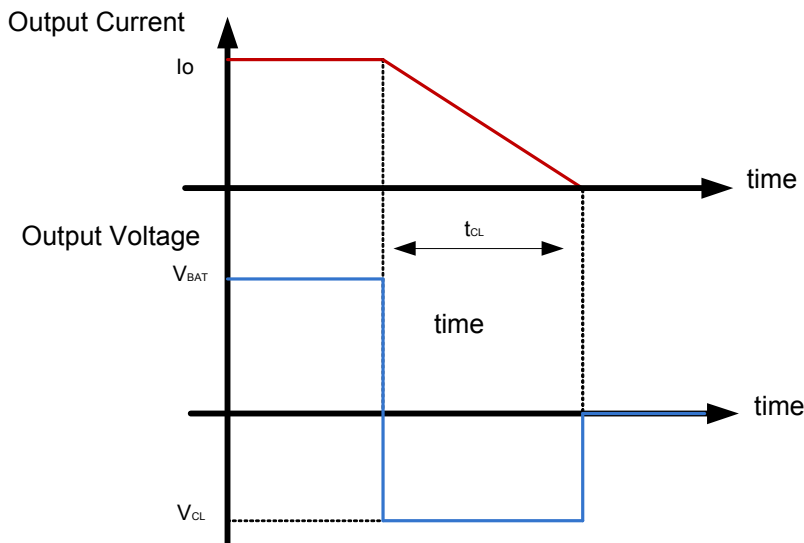 Output Current
Io
time
Output Voltage
tCL
VBAT
time
time
VCL